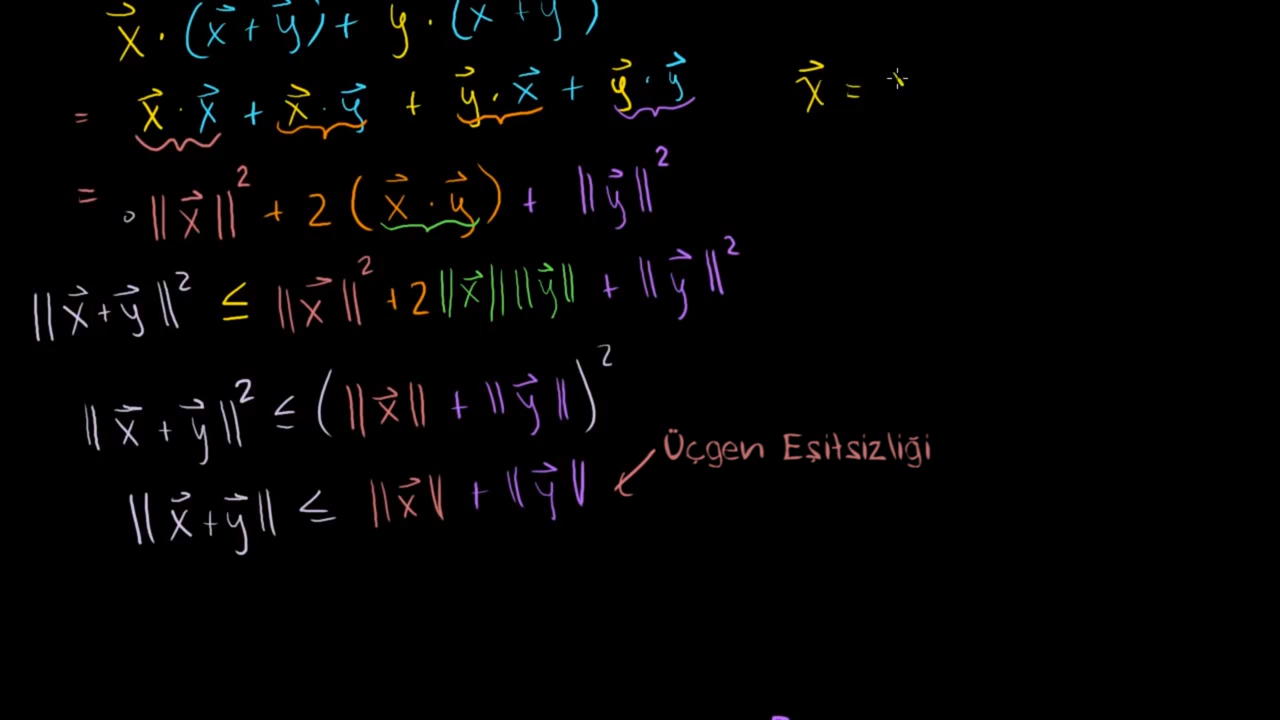 x⃗ · (x⃗ + y⃗) + y · (x + y)
= x⃗ · x⃗ + x⃗ · y⃗ + y⃗ · x⃗ + y⃗ · y⃗
x⃗ =
= ||x⃗||² + 2 (x⃗ · y⃗) + ||y⃗||²
||x⃗ + y⃗||² ≤ ||x⃗||² + 2||x⃗|| ||y⃗|| + ||y⃗||²
||x⃗ + y⃗||² ≤ (||x⃗|| + ||y⃗||)²
Üçgen Eşitsizliği
||x⃗ + y⃗|| ≤ ||x⃗|| + ||y⃗||